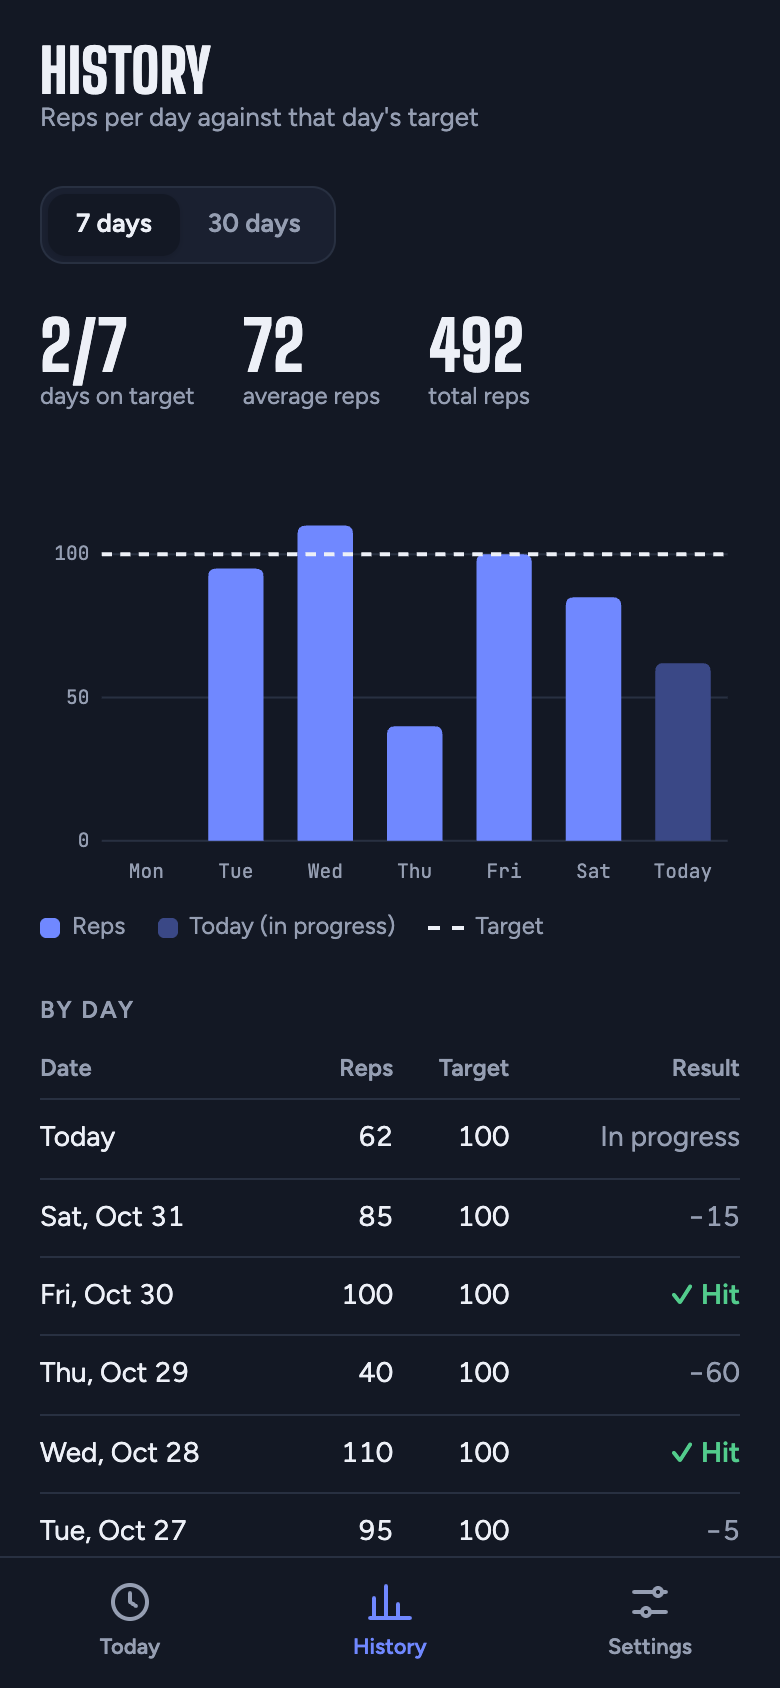 HISTORY
Reps per day against that day's target
7 days 30 days
2/7 72 492
days on target average reps total reps
100
50
0
Mon Tue Wed Thu Fri Sat Today
Reps Today (in progress) Target
BY DAY
Date Reps Target Result
Today 62 100 In progress
Sat, Oct 31 85 100 −15
Fri, Oct 30 100 100 ✓ Hit
Thu, Oct 29 40 100 −60
Wed, Oct 28 110 100 ✓ Hit
Tue, Oct 27 95 100 −5
Today History Settings